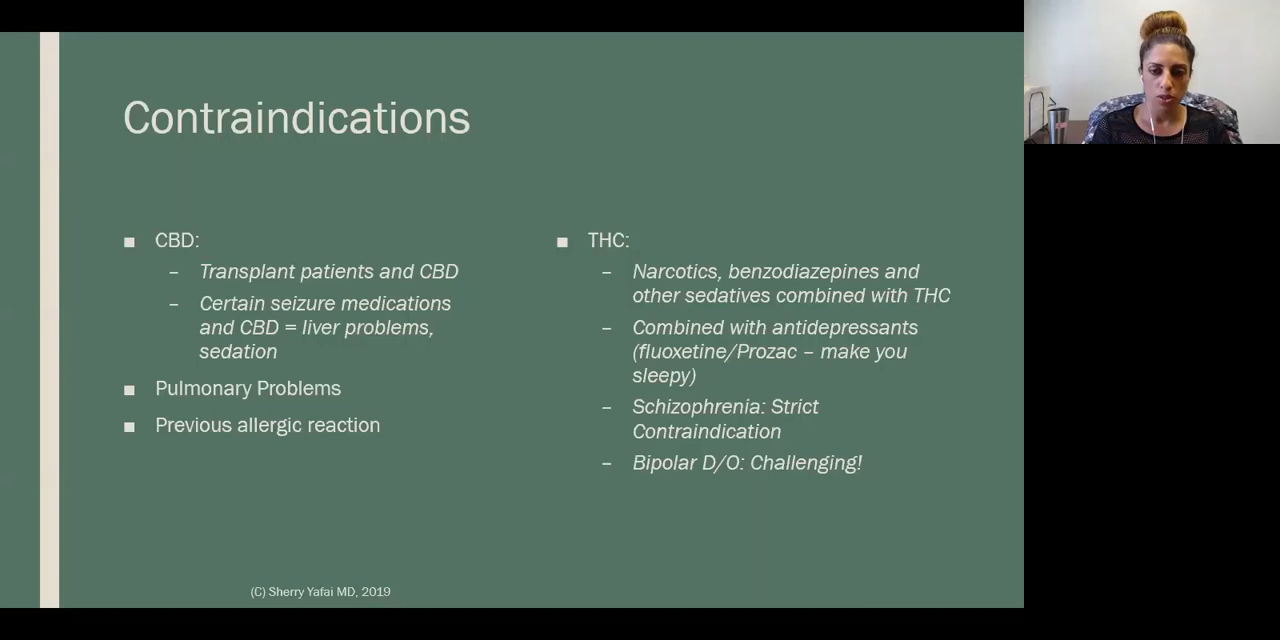 Contraindications
■ CBD:
– Transplant patients and CBD
– Certain seizure medications
and CBD = liver problems,
sedation
■ Pulmonary Problems
■ Previous allergic reaction
■ THC:
– Narcotics, benzodiazepines and
other sedatives combined with THC
– Combined with antidepressants
(fluoxetine/Prozac – make you
sleepy)
– Schizophrenia: Strict
Contraindication
– Bipolar D/O: Challenging!
(C) Sherry Yafai MD, 2019